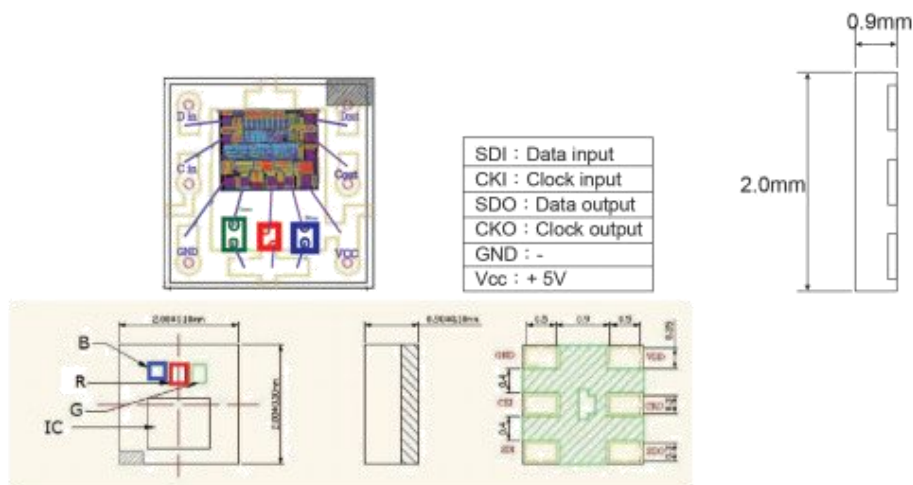 0.9mm
D in
Dout
C in
Cout
GND
VCC
SDI : Data input
CKI : Clock input
SDO : Data output
CKO : Clock output
GND : -
Vcc : + 5V
2.0mm
B
R
G
IC
0.5
0.9
0.5
GND
VDD
0.4
CKI
CKO
0.4
SDI
SDO